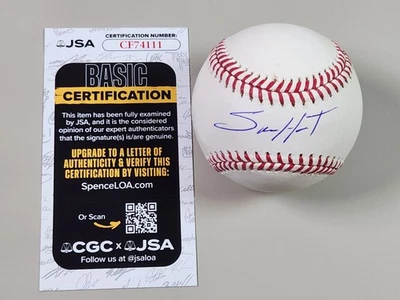 JSA
CERTIFICATION NUMBER:
CF74111
BASIC
CERTIFICATION
This item has been fully examined
by JSA, and it is the considered
opinion of our expert authenticators
that the signature(s) is/are genuine.
UPGRADE TO A LETTER OF
AUTHENTICITY & VERIFY THIS
CERTIFICATION BY VISITING:
SpenceLOA.com
Or Scan
CGC x JSA
Follow us at @jsaloa